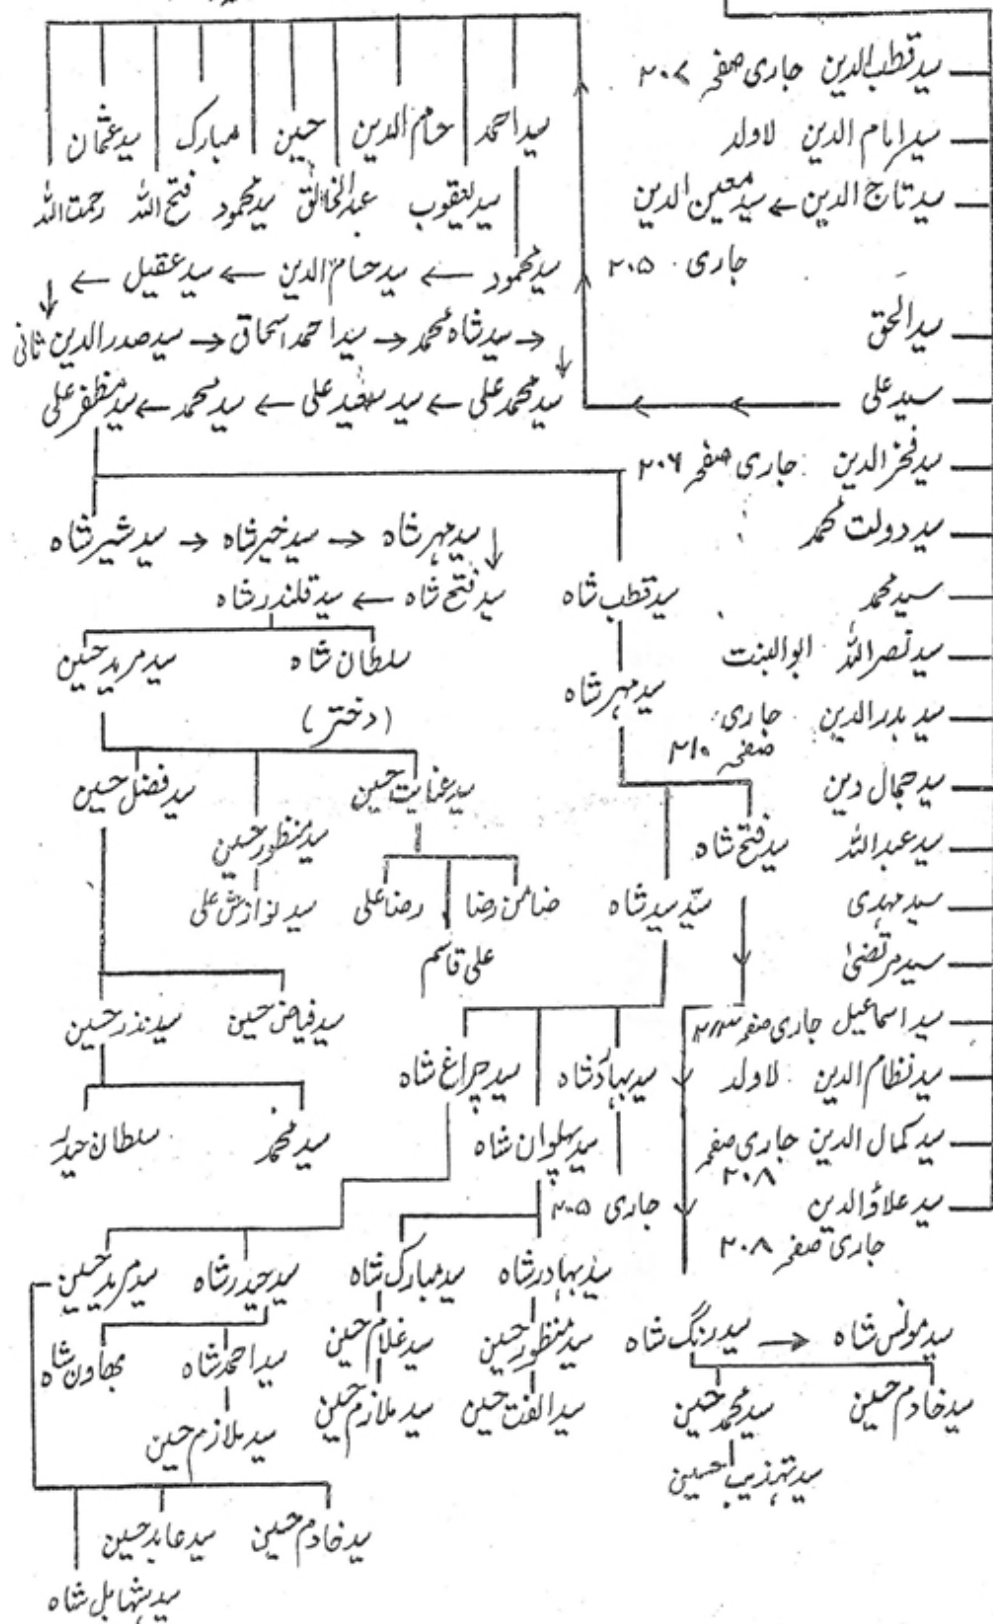 سید قطب الدین جاری صفحہ ۲۰۷
سید امام الدین لاولد
سید تاج الدین ← سید معین الدین
جاری ۲۰۵
سید الحق
سید علی
سید فخر الدین جاری صفحہ ۲۰۶
سید دولت محمد
سید محمد
سید نصر اللہ ابو البنت
سید بدر الدین جاری
صفحہ ۲۱۰
سید جمال دین
سید عبد اللہ
سید مہدی
سید مرتضیٰ
سید اسماعیل جاری صفحہ
سید نظام الدین لاولد
سید کمال الدین جاری صفحہ
۲۰۸
سید علاؤ الدین
جاری صفحہ ۲۰۸
سید احمد حسام الدین حسین مبارک سید عثمان
سید یعقوب عبد الخالق سید محمود فتح اللہ رحمت اللہ
سید محمود ← سید حسام الدین ← سید عقیل ←
→ سید شاہ محمد → سید احمد اسحاق → سید صدر الدین ثانی
سید محمد علی ← سید سعید علی ← سید محمد ← سید مظفر علی
سید مہر شاہ → سید خیر شاہ → سید شیر شاہ
سید قطب شاہ سید فتح شاہ ← سید قلندر شاہ
سلطان شاہ سید مرید حسین
سید مہر شاہ
(دختر)
سید عنایت حسین سید فضل حسین
سید منظور حسین
سید فتح شاہ
سید سید شاہ ضامن رضا رضا علی سید نوازش علی
علی قاسم
سید فیاض حسین سید نذر حسین
سید بہادر شاہ سید چراغ شاہ
سید پہلوان شاہ سید محمد سلطان حیدر
جاری ۲۰۵
سید بہادر شاہ سید مبارک شاہ سید حیدر شاہ سید مرید حسین
سید مونس شاہ → سید رنگ شاہ سید منظور حسین سید غلام حسین سید احمد شاہ بھاون شاہ
سید خادم حسین سید محمد حسین سید الفت حسین سید ملازم حسین سید ملازم حسین
سید تہذیب الحسین
سید خادم حسین سید عابد حسین